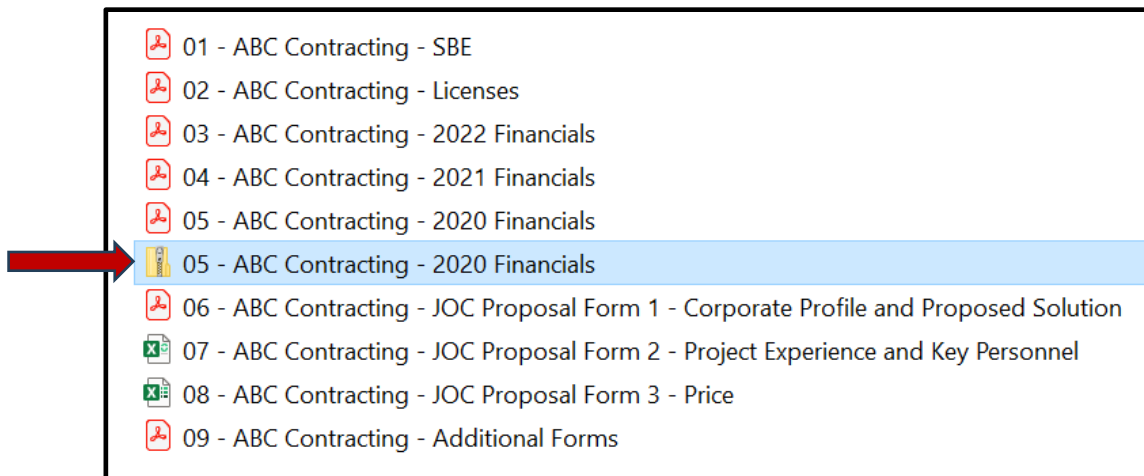 01 - ABC Contracting - SBE
02 - ABC Contracting - Licenses
03 - ABC Contracting - 2022 Financials
04 - ABC Contracting - 2021 Financials
05 - ABC Contracting - 2020 Financials
05 - ABC Contracting - 2020 Financials
06 - ABC Contracting - JOC Proposal Form 1 - Corporate Profile and Proposed Solution
07 - ABC Contracting - JOC Proposal Form 2 - Project Experience and Key Personnel
08 - ABC Contracting - JOC Proposal Form 3 - Price
09 - ABC Contracting - Additional Forms